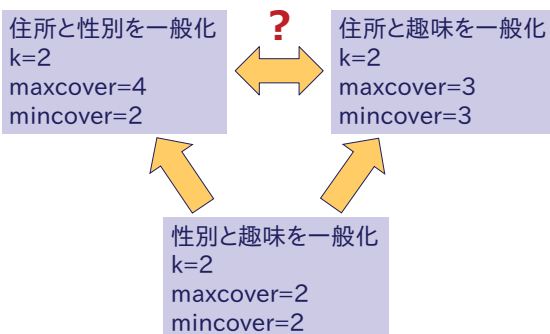 住所と性別を一般化
k=2
maxcover=4
mincover=2
?
住所と趣味を一般化
k=2
maxcover=3
mincover=3
性別と趣味を一般化
k=2
maxcover=2
mincover=2